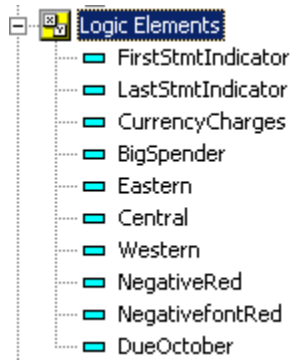 Logic Elements
FirstStmtIndicator
LastStmtIndicator
CurrencyCharges
BigSpender
Eastern
Central
Western
NegativeRed
NegativefontRed
DueOctober